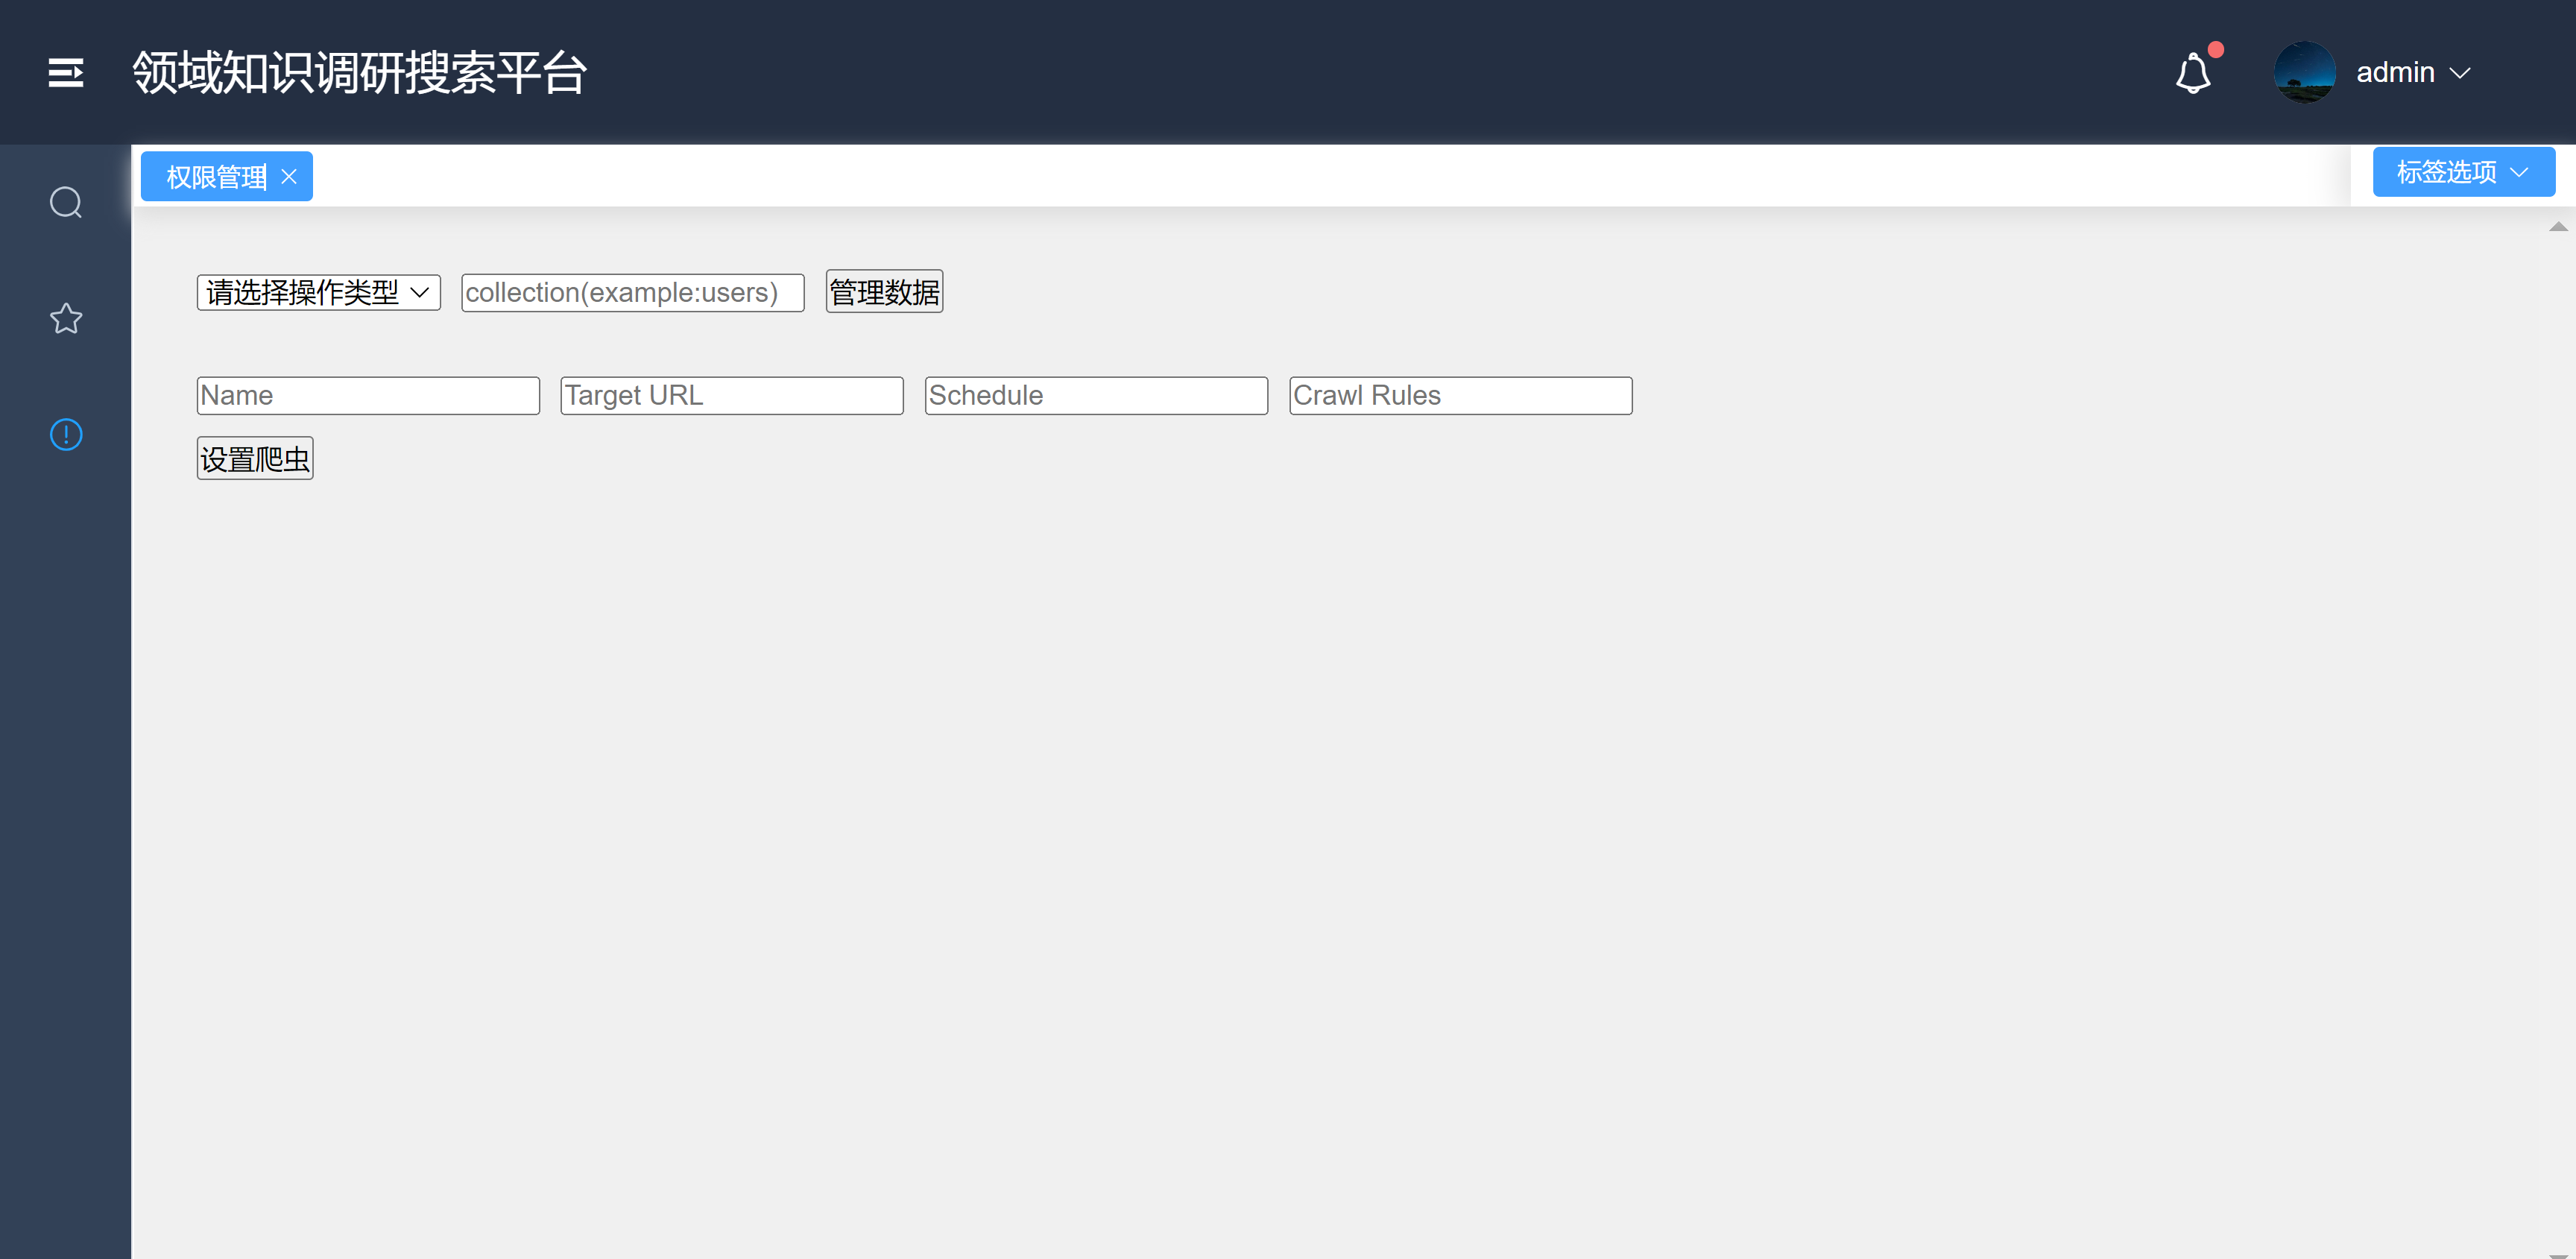 领域知识调研搜索平台
admin
权限管理
标签选项
请选择操作类型 collection(example:users) 管理数据
Name Target URL Schedule Crawl Rules
设置爬虫